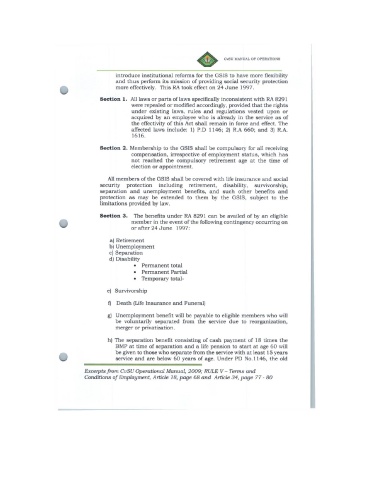 CvSU MANUAL OF OPERATIONS
introduce institutional reforms for the GSIS to have more flexibility
and thus perform its mission of providing social security protection
more effectively. This RA took effect on 24 June 1997.
Section 1. All laws or parts of laws specifically inconsistent with RA 8291
were repealed or modified accordingly, provided that the rights
under existing laws, rules and regulations vested upon or
acquired by an employee who is already in the service as of
the effectivity of this Act shall remain in force and effect. The
affected laws include: 1) P.D 1146; 2) R.A 660; and 3) R.A.
1616.
Section 2. Membership to the GSIS shall be compulsory for all receiving
compensation, irrespective of employment status, which has
not reached the compulsory retirement age at the time of
election or appointment.
All members of the GSIS shall be covered with life insurance and social
security protection including retirement, disability, survivorship,
separation and unemployment benefits, and such other benefits and
protection as may be extended to them by the GSIS, subject to the
limitations provided by law.
Section 3. The benefits under RA 8291 can be availed of by an eligible
member in the event of the following contingency occurring on
or after 24 June 1997:
a) Retirement
b) Unemployment
c) Separation
d) Disability
• Permanent total
• Permanent Partial
• Temporary total-
e) Survivorship
f) Death (Life Insurance and Funeral)
g) Unemployment benefit will be payable to eligible members who will
be voluntarily separated from the service due to reorganization,
merger or privatization.
h) The separation benefit consisting of cash payment of 18 times the
BMP at time of separation and a life pension to start at age 60 will
be given to those who separate from the service with at least 15 years
service and are below 60 years of age. Under PD No.1146, the old
Excerpts from CvSU Operational Manual, 2009; RULE V – Terms and
Conditions of Employment, Article 18, page 68 and Article 34, page 77 - 80